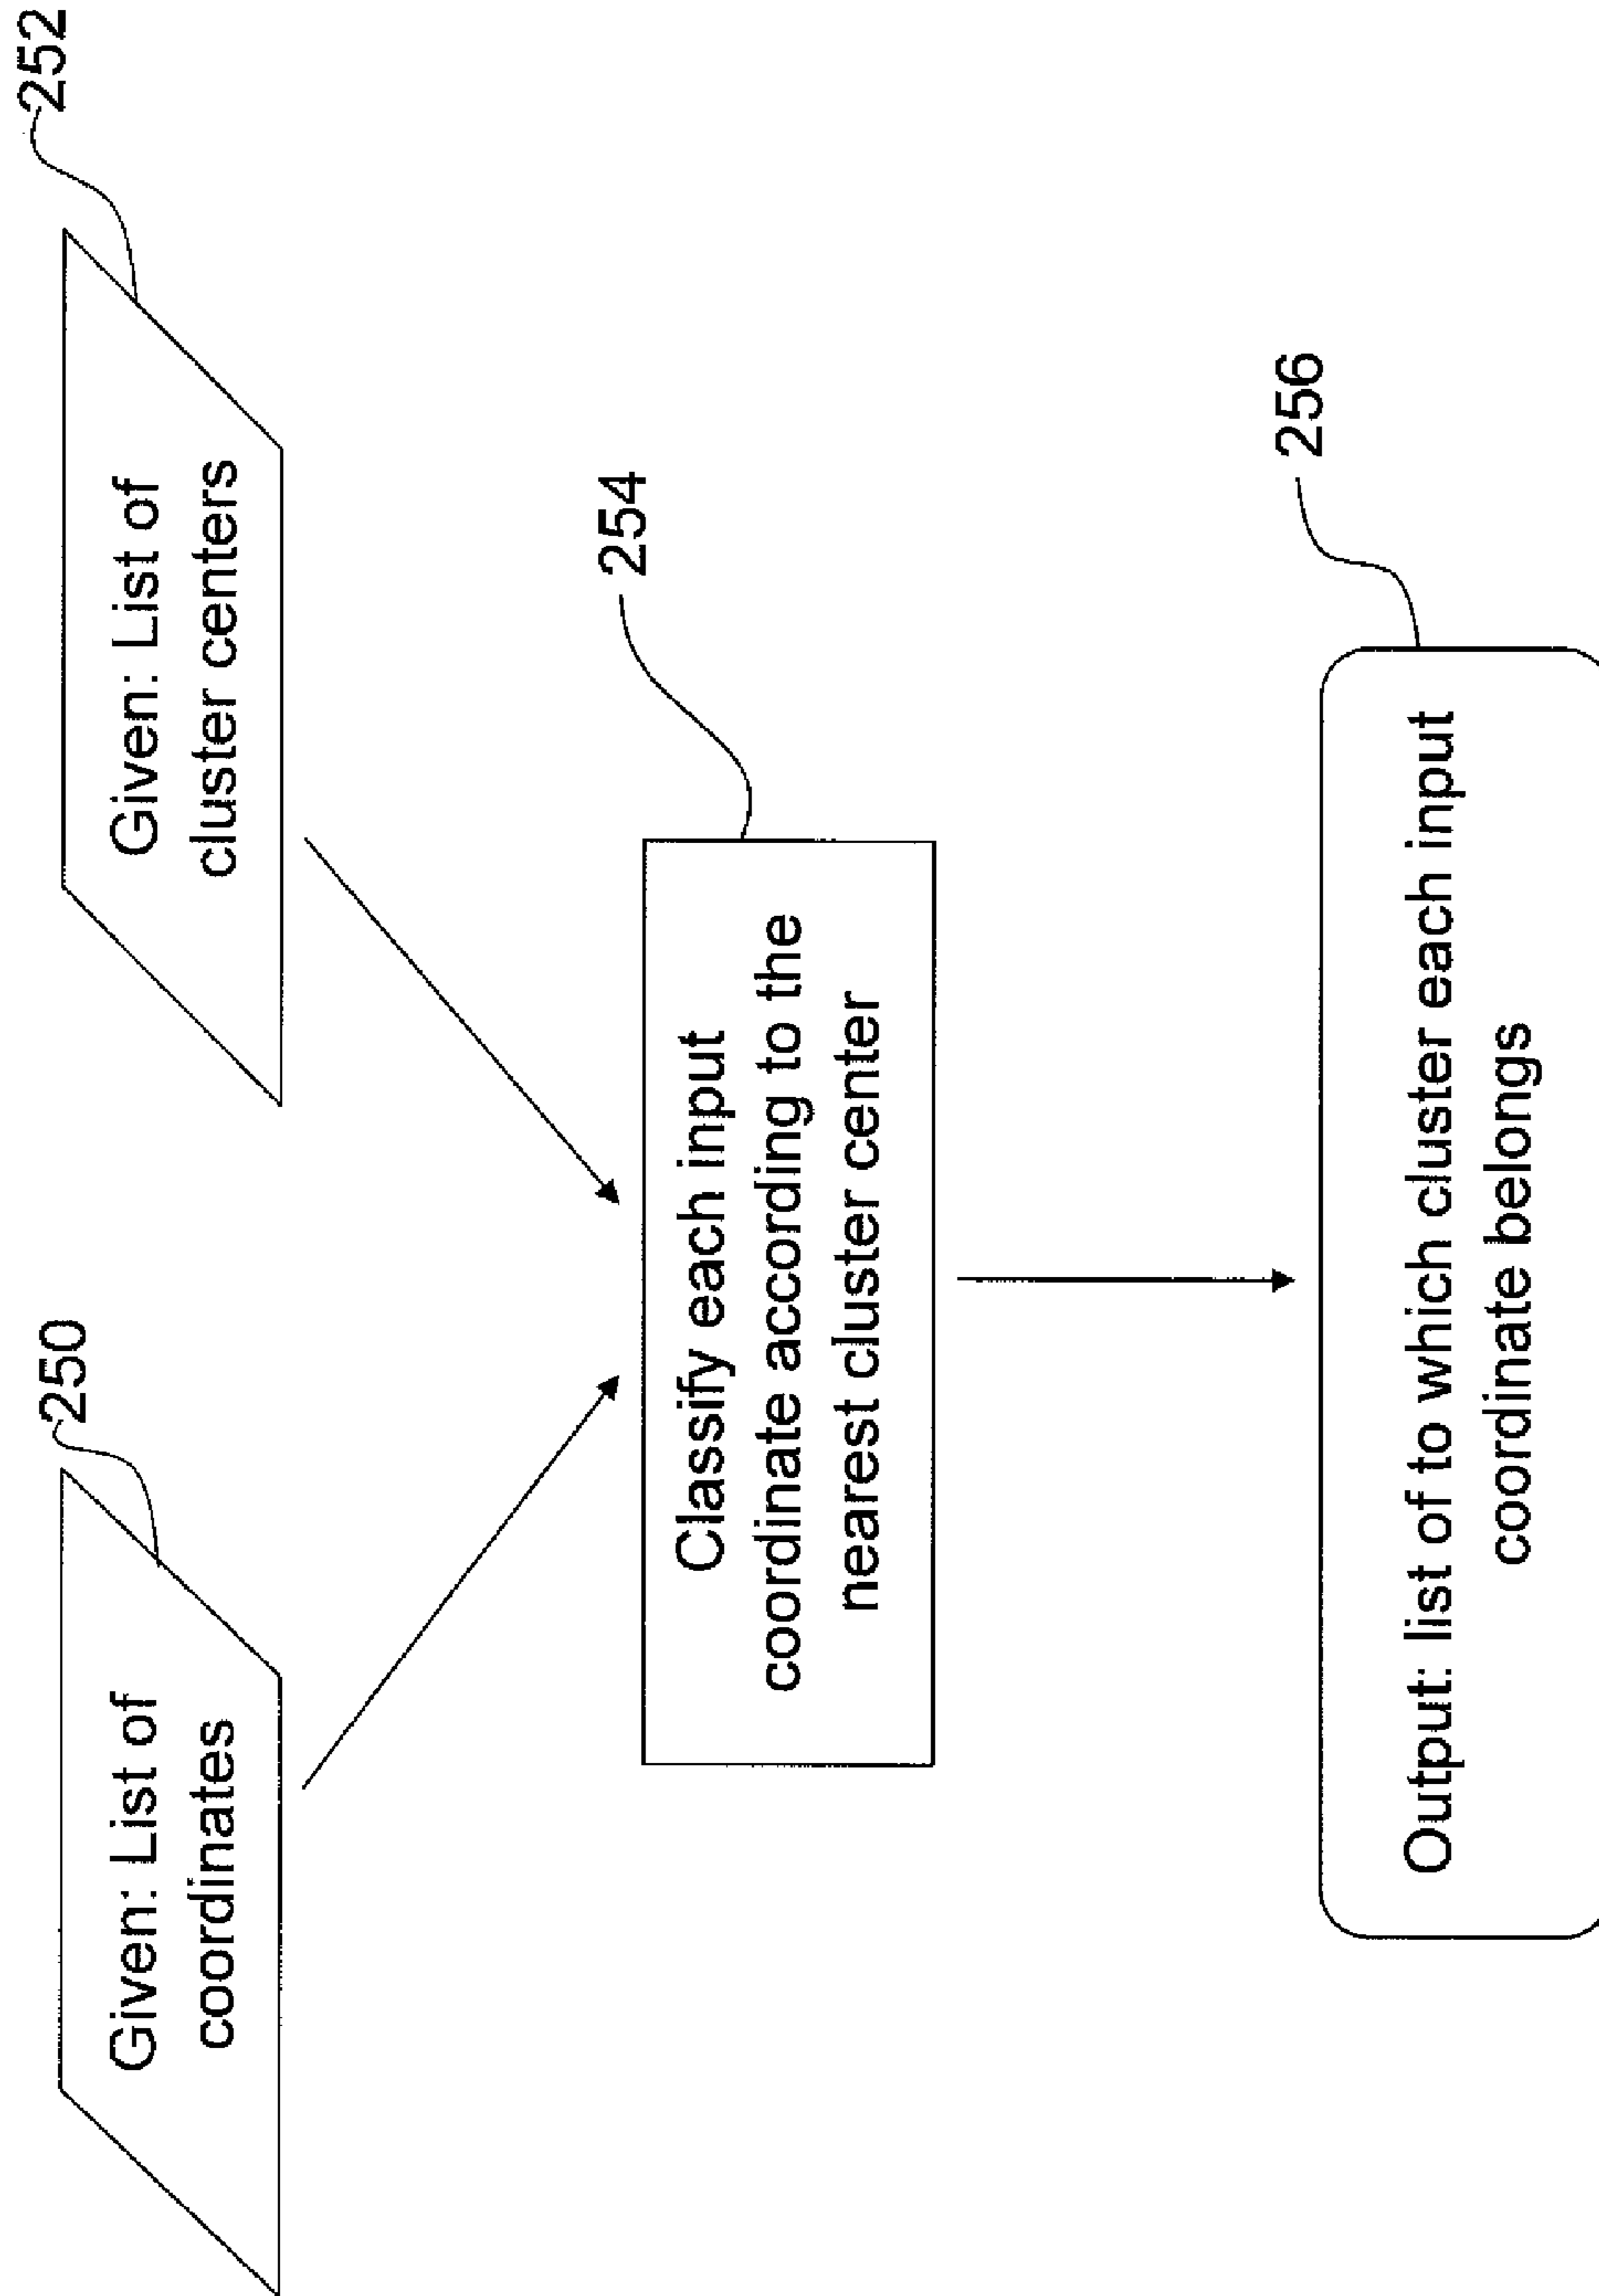 250
Given: List of
coordinates
252
Given: List of
cluster centers
254
Classify each input
coordinate according to the
nearest cluster center
256
Output: list of to which cluster each input
coordinate belongs